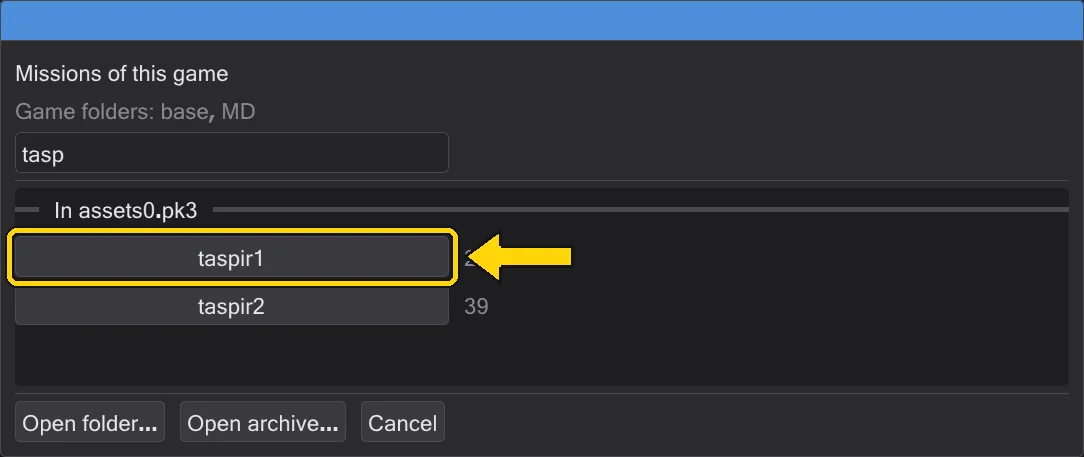 Missions of this game
Game folders: base, MD
tasp
In assets0.pk3
taspir1
taspir2 39
Open folder... Open archive... Cancel